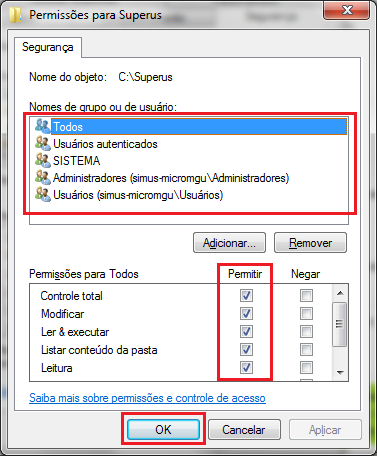 Permissões para Superus
Segurança
Nome do objeto: C:\Superus
Nomes de grupo ou de usuário:
Todos
Usuários autenticados
SISTEMA
Administradores (simus-micromgu\Administradores)
Usuários (simus-micromgu\Usuários)
Adicionar... Remover
Permissões para Todos Permitir Negar
Controle total
Modificar
Ler & executar
Listar conteúdo da pasta
Leitura
Saiba mais sobre permissões e controle de acesso
OK Cancelar Aplicar